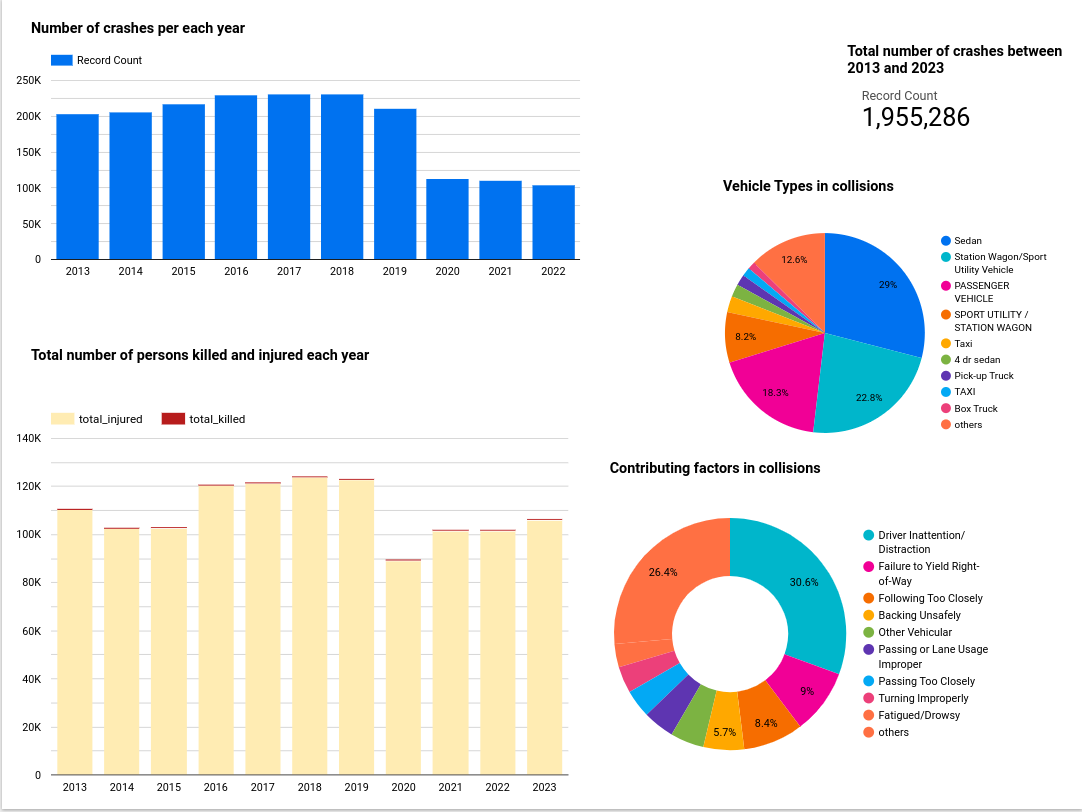 Number of crashes per each year
Record Count
250K
200K
150K
100K
50K
0
2013 2014 2015 2016 2017 2018 2019 2020 2021 2022
Total number of crashes between
2013 and 2023
Record Count
1,955,286
Vehicle Types in collisions
12.6%
29%
8.2%
18.3%
22.8%
Sedan
Station Wagon/Sport
Utility Vehicle
PASSENGER
VEHICLE
SPORT UTILITY /
STATION WAGON
Taxi
4 dr sedan
Pick-up Truck
TAXI
Box Truck
others
Total number of persons killed and injured each year
total_injured total_killed
140K
120K
100K
80K
60K
40K
20K
0
2013 2014 2015 2016 2017 2018 2019 2020 2021 2022 2023
Contributing factors in collisions
26.4%
30.6%
9%
8.4%
5.7%
Driver Inattention/
Distraction
Failure to Yield Right-
of-Way
Following Too Closely
Backing Unsafely
Other Vehicular
Passing or Lane Usage
Improper
Passing Too Closely
Turning Improperly
Fatigued/Drowsy
others